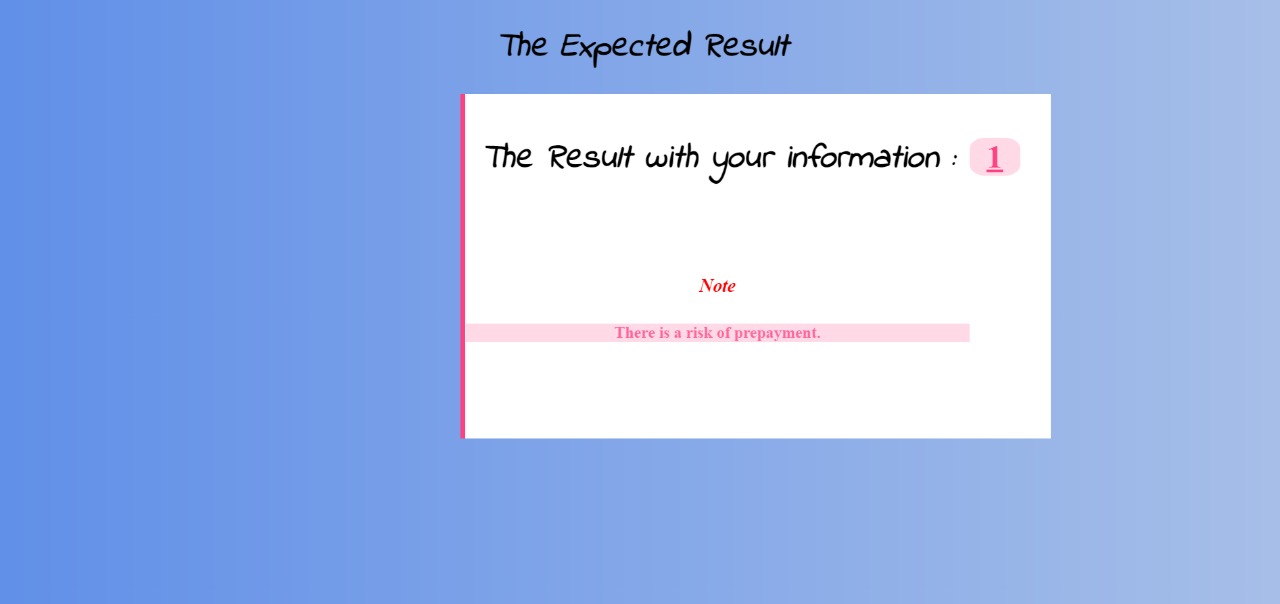 The Expected Result
The Result with your information : 1
Note
There is a risk of prepayment.